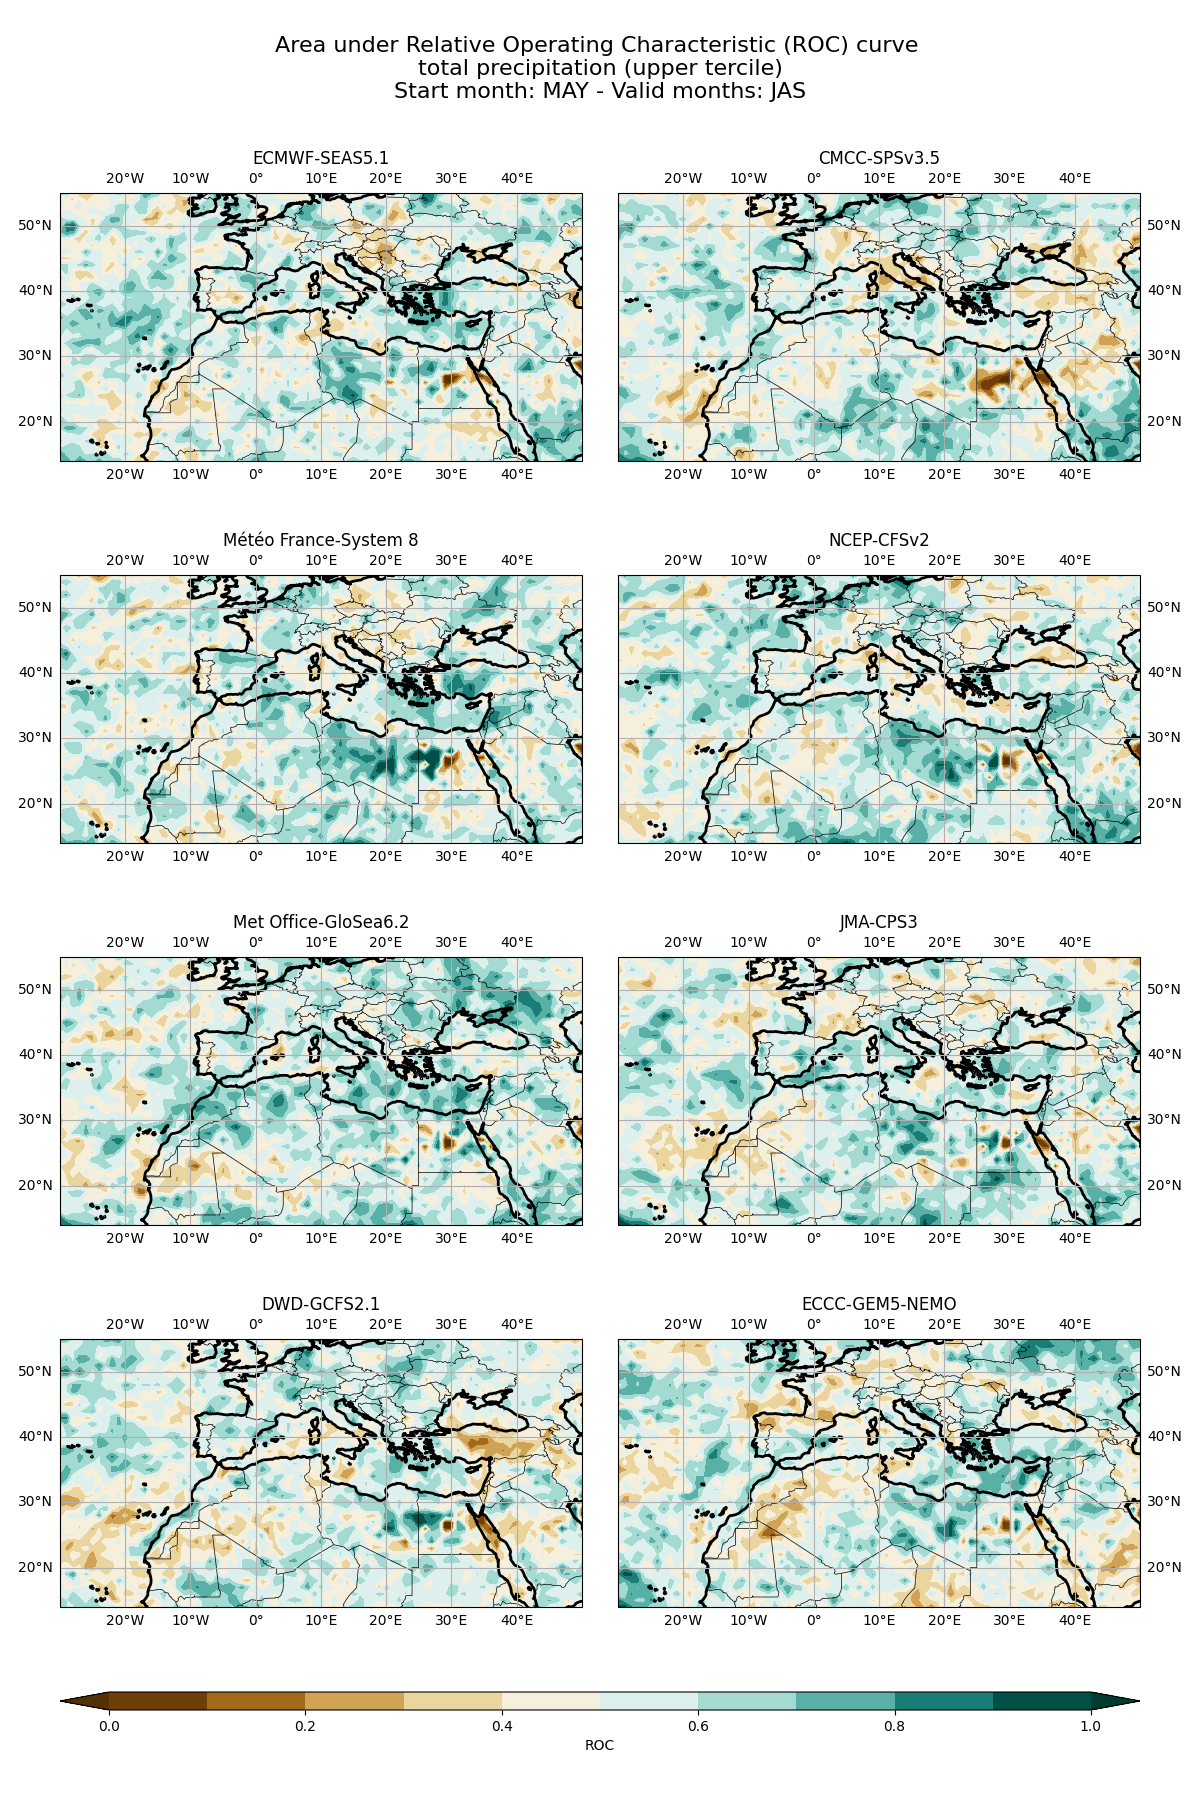 Area under Relative Operating Characteristic (ROC) curve
total precipitation (upper tercile)
Start month: MAY - Valid months: JAS
ECMWF-SEAS5.1
CMCC-SPSv3.5
20°W 10°W 0° 10°E 20°E 30°E 40°E
20°W 10°W 0° 10°E 20°E 30°E 40°E
50°N
50°N
40°N
40°N
30°N
30°N
20°N
20°N
20°W 10°W 0° 10°E 20°E 30°E 40°E
20°W 10°W 0° 10°E 20°E 30°E 40°E
Météo France-System 8
NCEP-CFSv2
20°W 10°W 0° 10°E 20°E 30°E 40°E
20°W 10°W 0° 10°E 20°E 30°E 40°E
50°N
50°N
40°N
40°N
30°N
30°N
20°N
20°N
20°W 10°W 0° 10°E 20°E 30°E 40°E
20°W 10°W 0° 10°E 20°E 30°E 40°E
Met Office-GloSea6.2
JMA-CPS3
20°W 10°W 0° 10°E 20°E 30°E 40°E
20°W 10°W 0° 10°E 20°E 30°E 40°E
50°N
50°N
40°N
40°N
30°N
30°N
20°N
20°N
20°W 10°W 0° 10°E 20°E 30°E 40°E
20°W 10°W 0° 10°E 20°E 30°E 40°E
DWD-GCFS2.1
ECCC-GEM5-NEMO
20°W 10°W 0° 10°E 20°E 30°E 40°E
20°W 10°W 0° 10°E 20°E 30°E 40°E
50°N
50°N
40°N
40°N
30°N
30°N
20°N
20°N
20°W 10°W 0° 10°E 20°E 30°E 40°E
20°W 10°W 0° 10°E 20°E 30°E 40°E
0.0 0.2 0.4 0.6 0.8 1.0
ROC